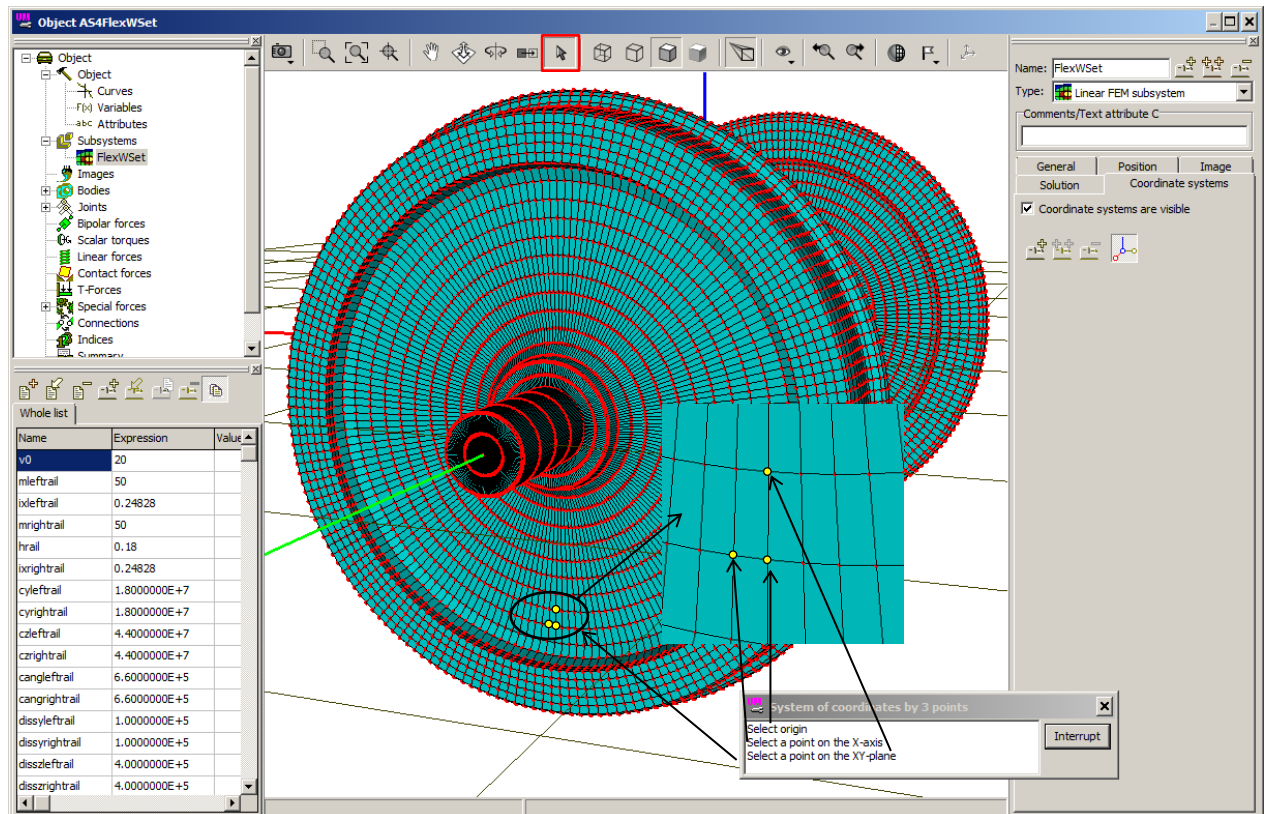 UM Object AS4FlexWSet
Object
Object
Curves
F(x) Variables
abc Attributes
Subsystems
FlexWSet
Images
Bodies
Joints
Bipolar forces
Scalar torques
Linear forces
Contact forces
T-Forces
Special forces
Connections
Indices
Summary
Whole list
Name Expression Value
v0 20
mleftrail 50
ixleftrail 0.24828
mrightrail 50
hrail 0.18
ixrightrail 0.24828
cyleftrail 1.8000000E+7
cyrightrail 1.8000000E+7
czleftrail 4.4000000E+7
czrightrail 4.4000000E+7
cangleftrail 6.6000000E+5
cangrightrail 6.6000000E+5
dissyleftrail 1.0000000E+5
dissyrightrail 1.0000000E+5
disszleftrail 4.0000000E+5
disszrightrail 4.0000000E+5
UM System of coordinates by 3 points
Select origin
Select a point on the X-axis
Select a point on the XY-plane
Interrupt
Name: FlexWSet
Type: Linear FEM subsystem
Comments/Text attribute C
General Position Image
Solution Coordinate systems
Coordinate systems are visible